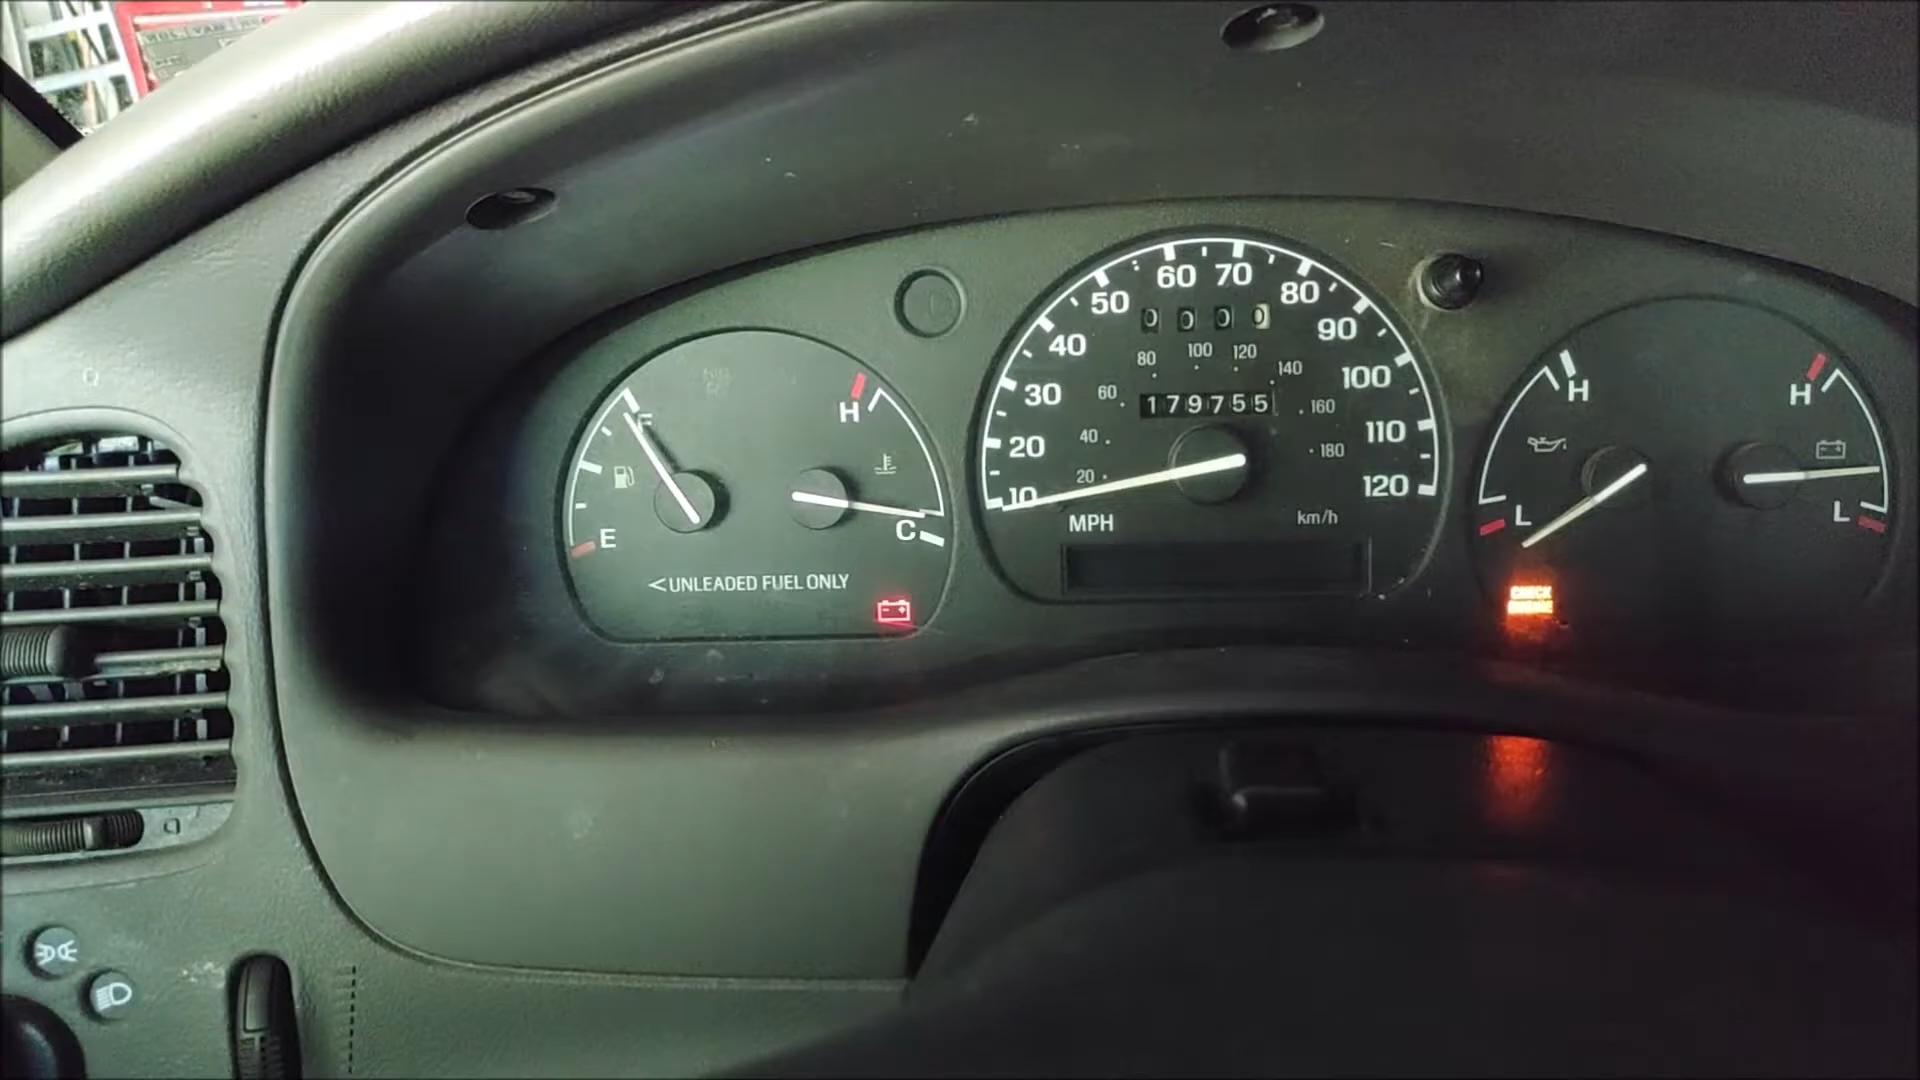 F
E
H
C
<UNLEADED FUEL ONLY
10 20 30 40 50 60 70 80 90 100 110 120
0 0 0 0
20 40 60 80 100 120 140 160 180
179755
MPH km/h
H
L
H
L
CHECK
ENGINE